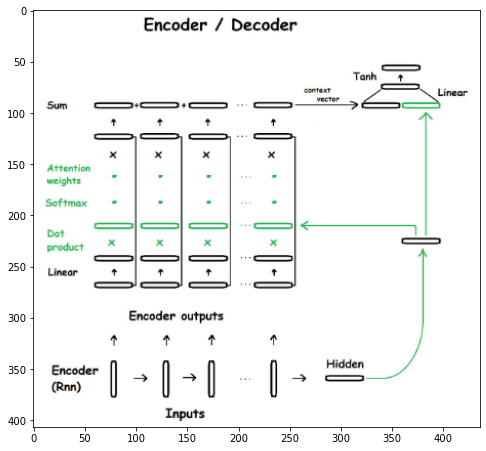 Encoder / Decoder
Tanh
context
vector
Linear
Sum
Attention
weights
Softmax
Dot
product
Linear
Encoder outputs
Encoder
(Rnn)
Hidden
Inputs
0
50
100
150
200
250
300
350
400
0
50
100
150
200
250
300
350
400